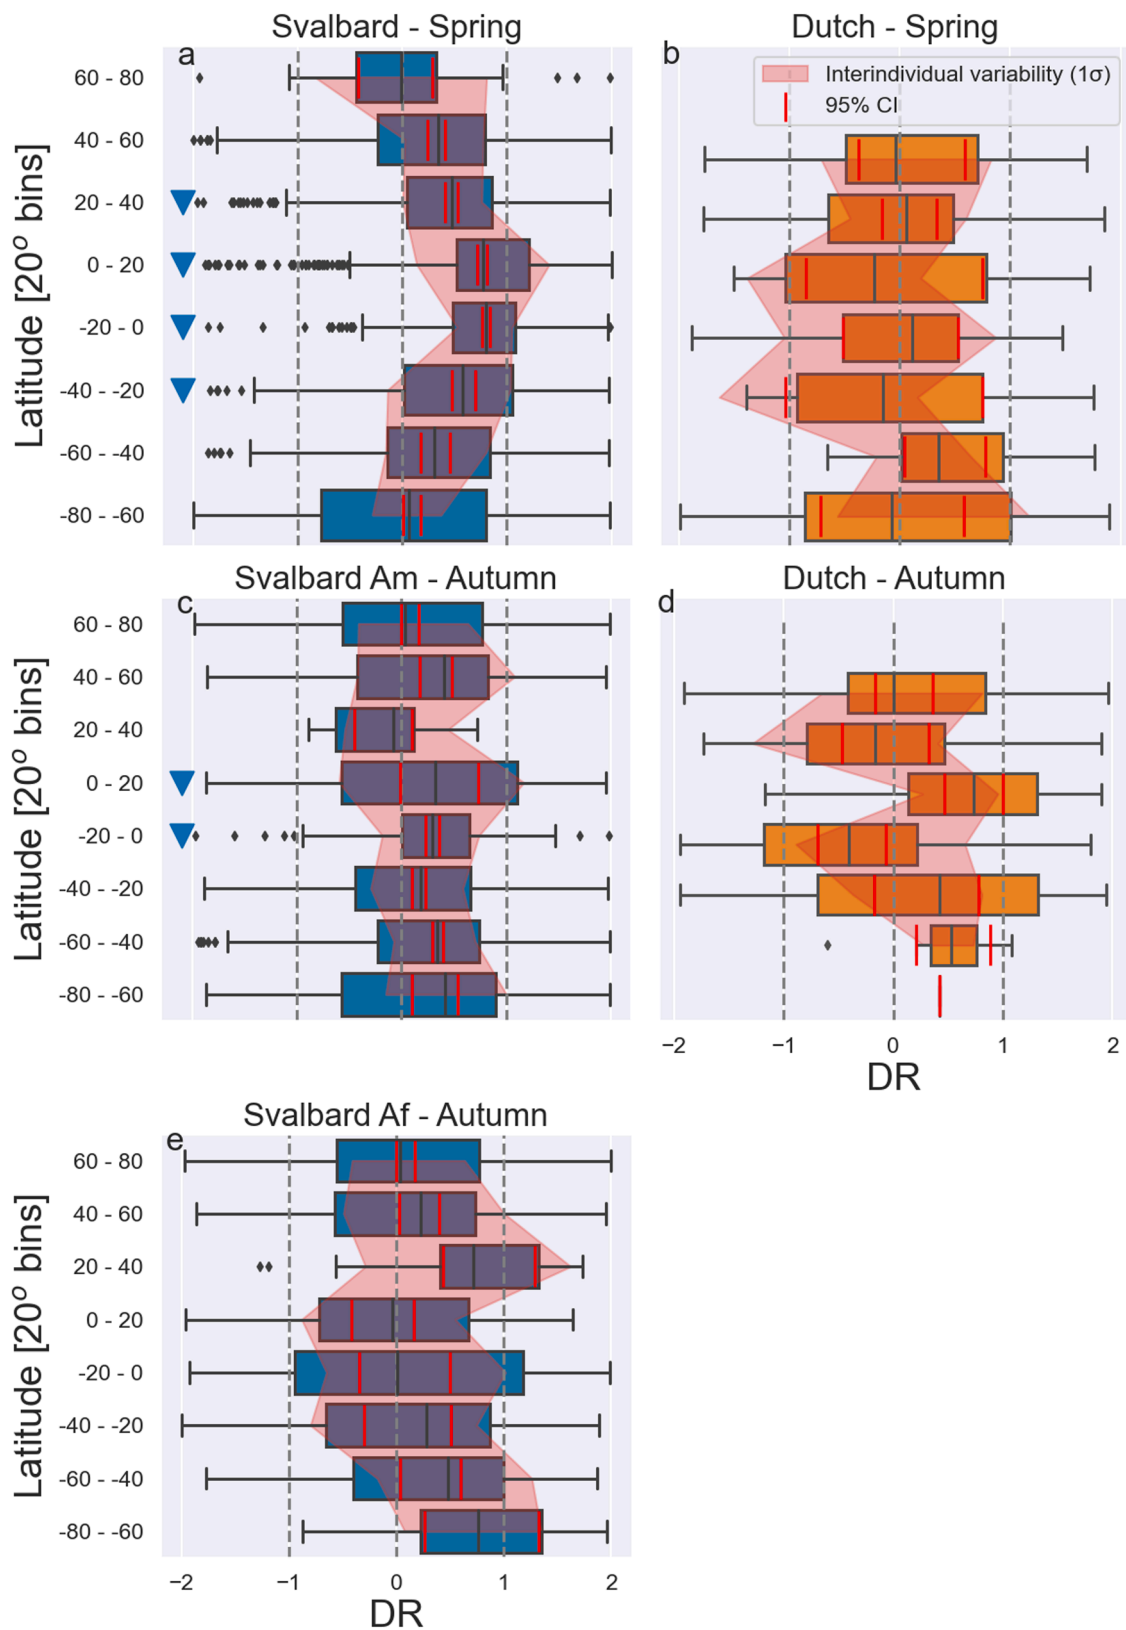 Svalbard - Spring
a
Latitude [20º bins]
60 - 80
40 - 60
20 - 40
0 - 20
-20 - 0
-40 - -20
-60 - -40
-80 - -60
Dutch - Spring
b
Interindividual variability (1σ)
95% CI
Svalbard Am - Autumn
c
Latitude [20º bins]
60 - 80
40 - 60
20 - 40
0 - 20
-20 - 0
-40 - -20
-60 - -40
-80 - -60
Dutch - Autumn
d
−2 −1 0 1 2
DR
Svalbard Af - Autumn
e
Latitude [20º bins]
60 - 80
40 - 60
20 - 40
0 - 20
-20 - 0
-40 - -20
-60 - -40
-80 - -60
−2 −1 0 1 2
DR